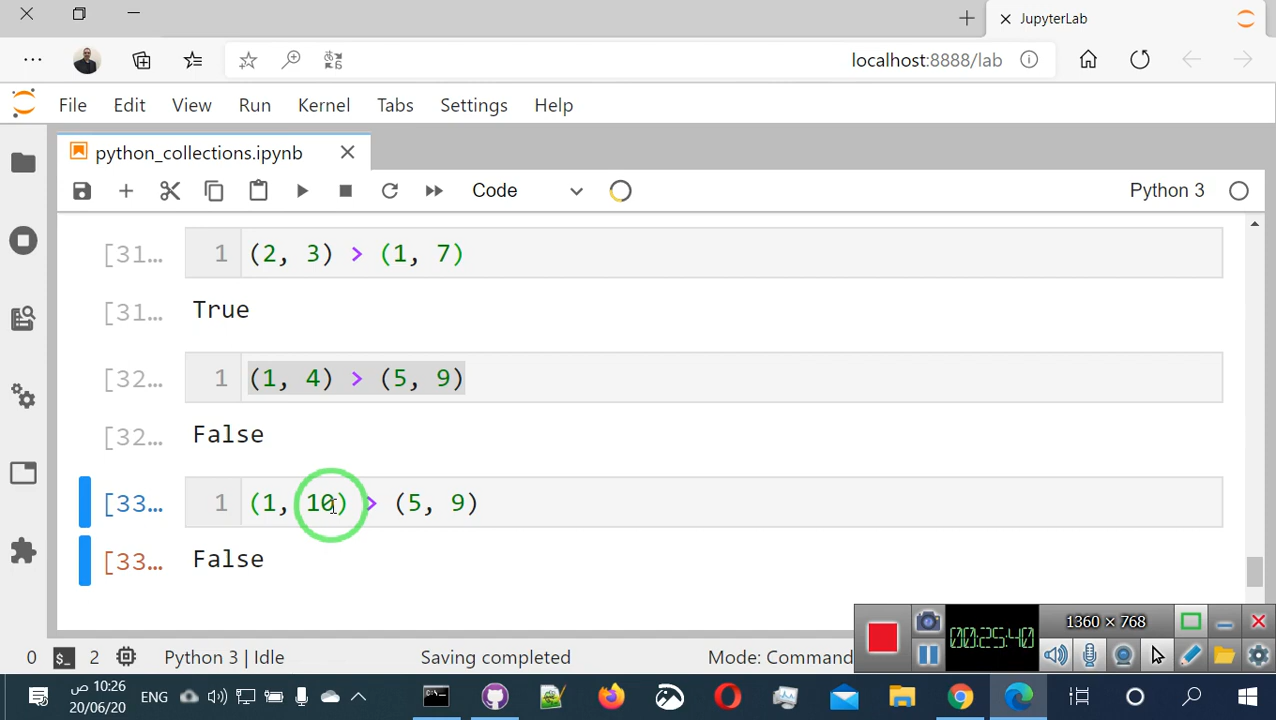 JupyterLab
localhost:8888/lab
File Edit View Run Kernel Tabs Settings Help
python_collections.ipynb
Code Python 3
[31… 1 (2, 3) > (1, 7)
[31… True
[32… 1 (1, 4) > (5, 9)
[32… False
[33… 1 (1, 10) > (5, 9)
[33… False
1360 × 768
00:25:40
0 2 Python 3 | Idle Saving completed Mode: Command
10:26 ص
20/06/20
ENG